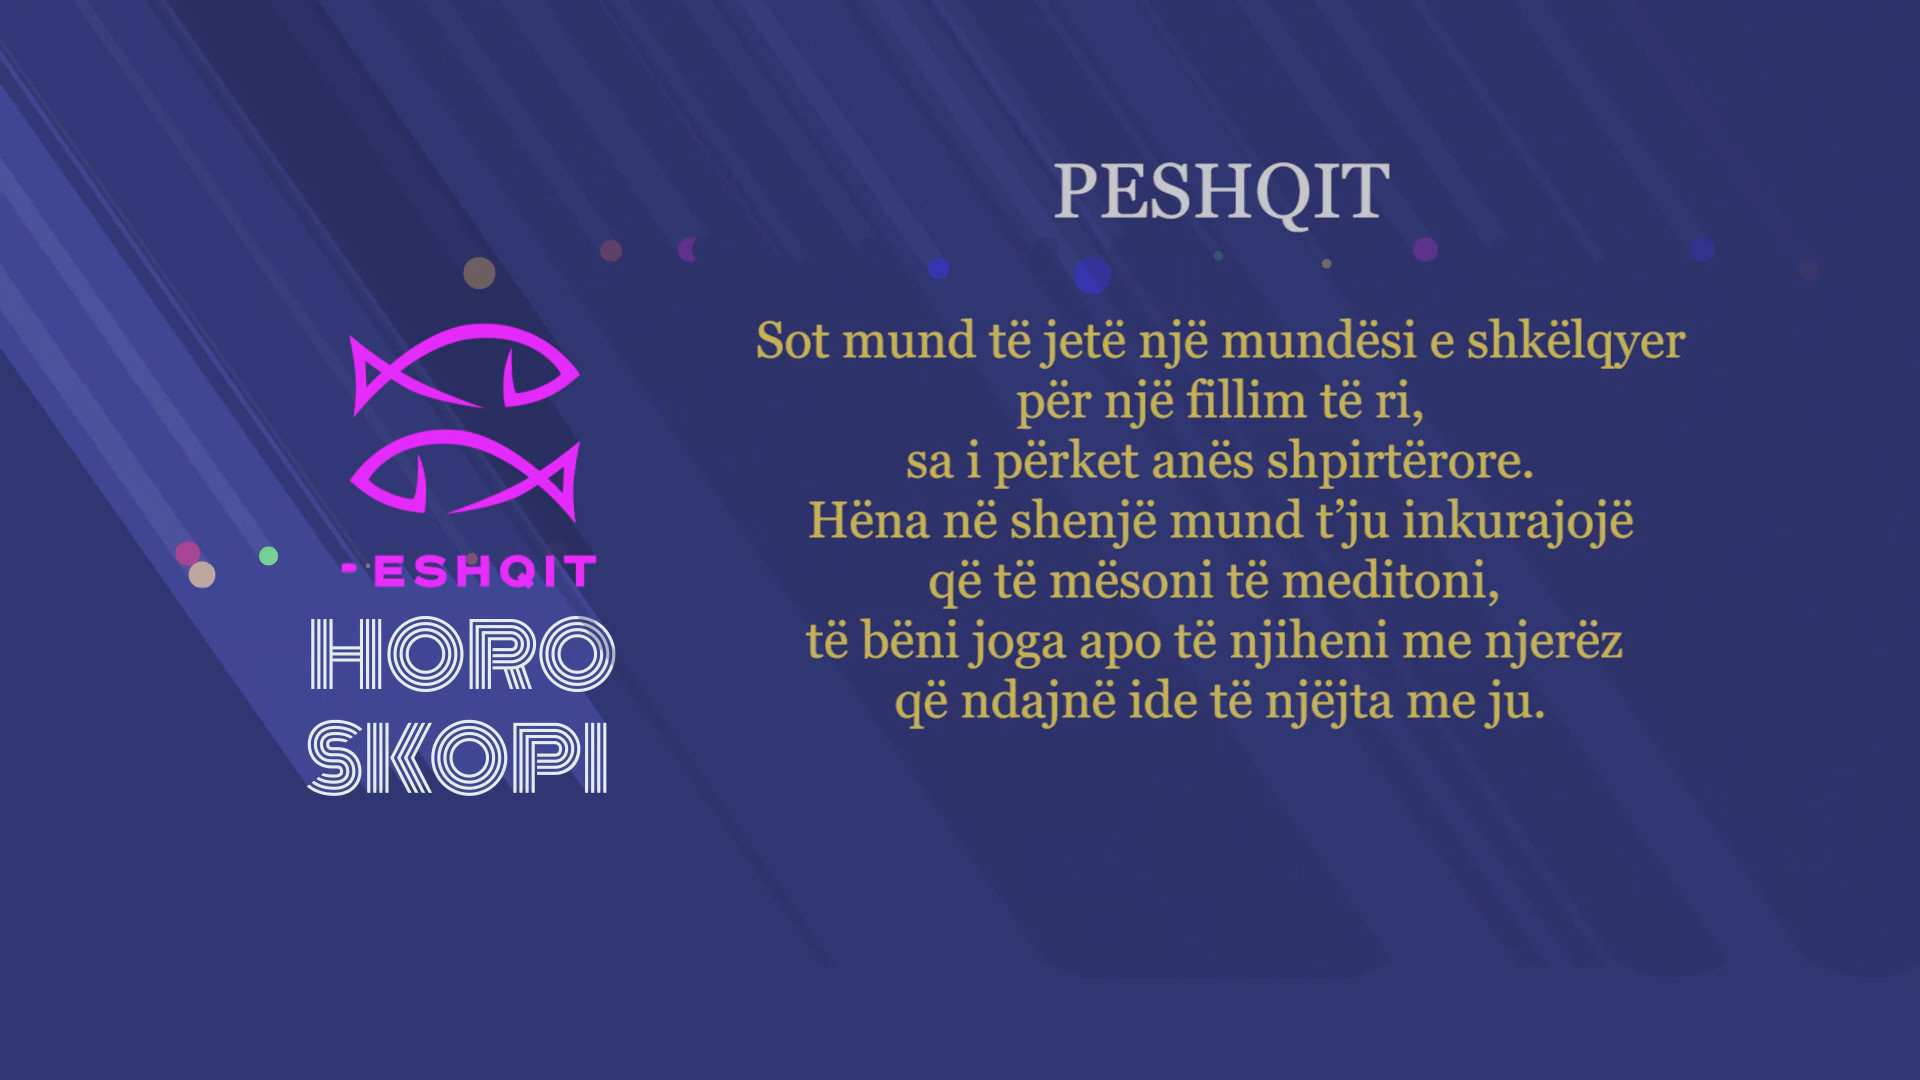 PESHQIT
Sot mund të jetë një mundësi e shkëlqyer
për një fillim të ri,
sa i përket anës shpirtërore.
Hëna në shenjë mund t’ju inkurajojë
që të mësoni të meditoni,
të bëni joga apo të njiheni me njerëz
që ndajnë ide të njëjta me ju.
ESHQIT
HORO
SKOPI